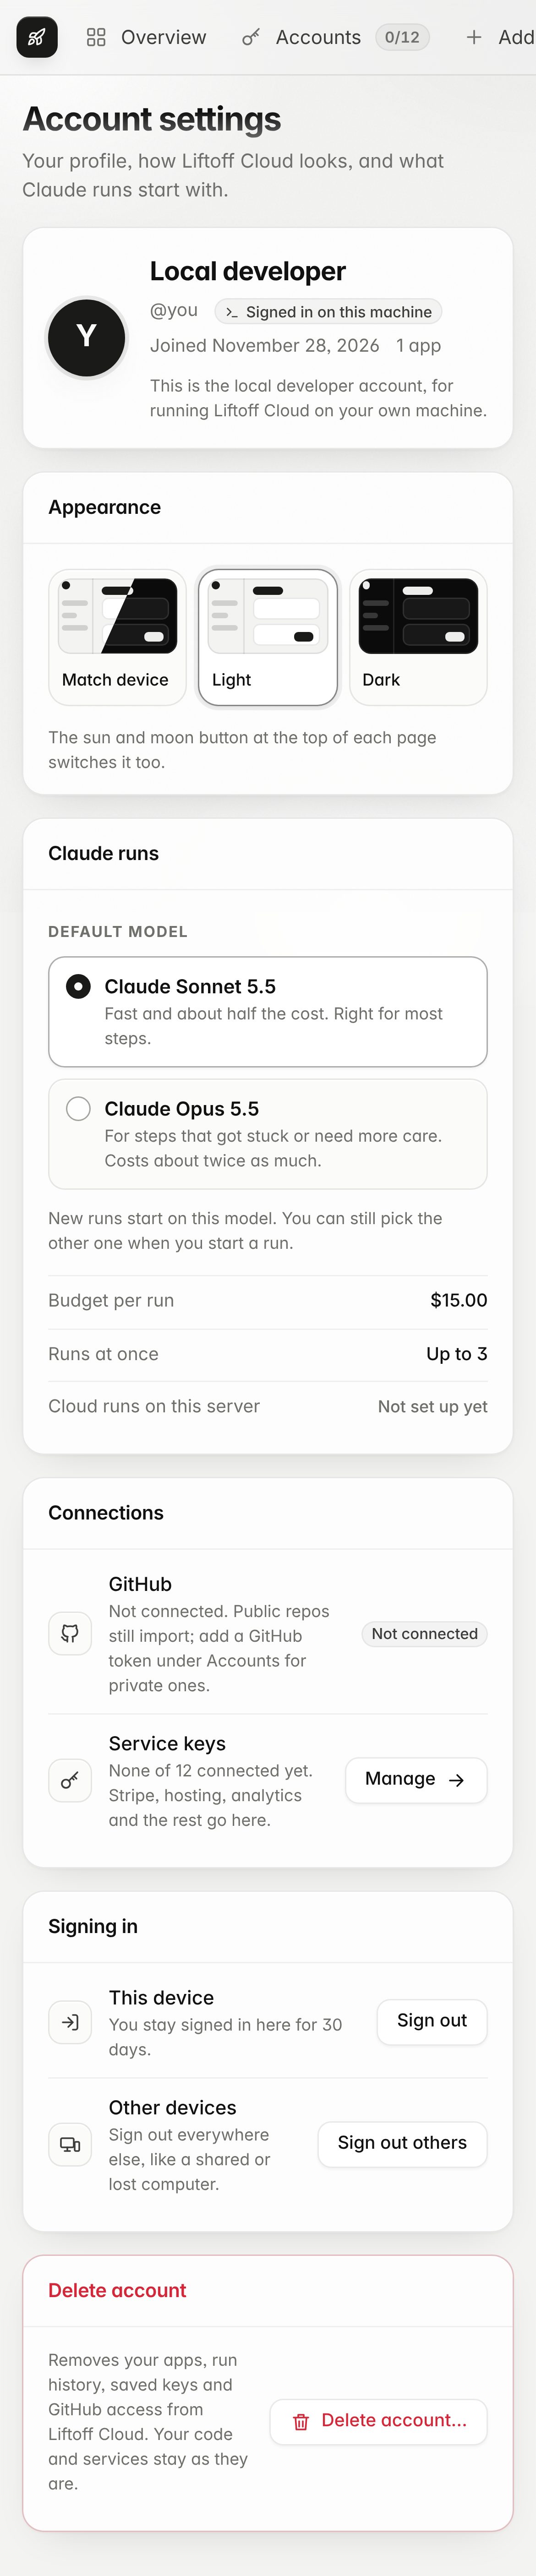 Overview
Accounts
0/12
Add
Account settings
Your profile, how Liftoff Cloud looks, and what
Claude runs start with.
Y
Local developer
@you
Signed in on this machine
Joined November 28, 2026
1 app
This is the local developer account, for
running Liftoff Cloud on your own machine.
Appearance
Match device
Light
Dark
The sun and moon button at the top of each page
switches it too.
Claude runs
DEFAULT MODEL
Claude Sonnet 5.5
Fast and about half the cost. Right for most
steps.
Claude Opus 5.5
For steps that got stuck or need more care.
Costs about twice as much.
New runs start on this model. You can still pick the
other one when you start a run.
Budget per run
$15.00
Runs at once
Up to 3
Cloud runs on this server
Not set up yet
Connections
GitHub
Not connected. Public repos
still import; add a GitHub
token under Accounts for
private ones.
Not connected
Service keys
None of 12 connected yet.
Stripe, hosting, analytics
and the rest go here.
Manage
Signing in
This device
You stay signed in here for 30
days.
Sign out
Other devices
Sign out everywhere
else, like a shared or
lost computer.
Sign out others
Delete account
Removes your apps, run
history, saved keys and
GitHub access from
Liftoff Cloud. Your code
and services stay as they
are.
Delete account...